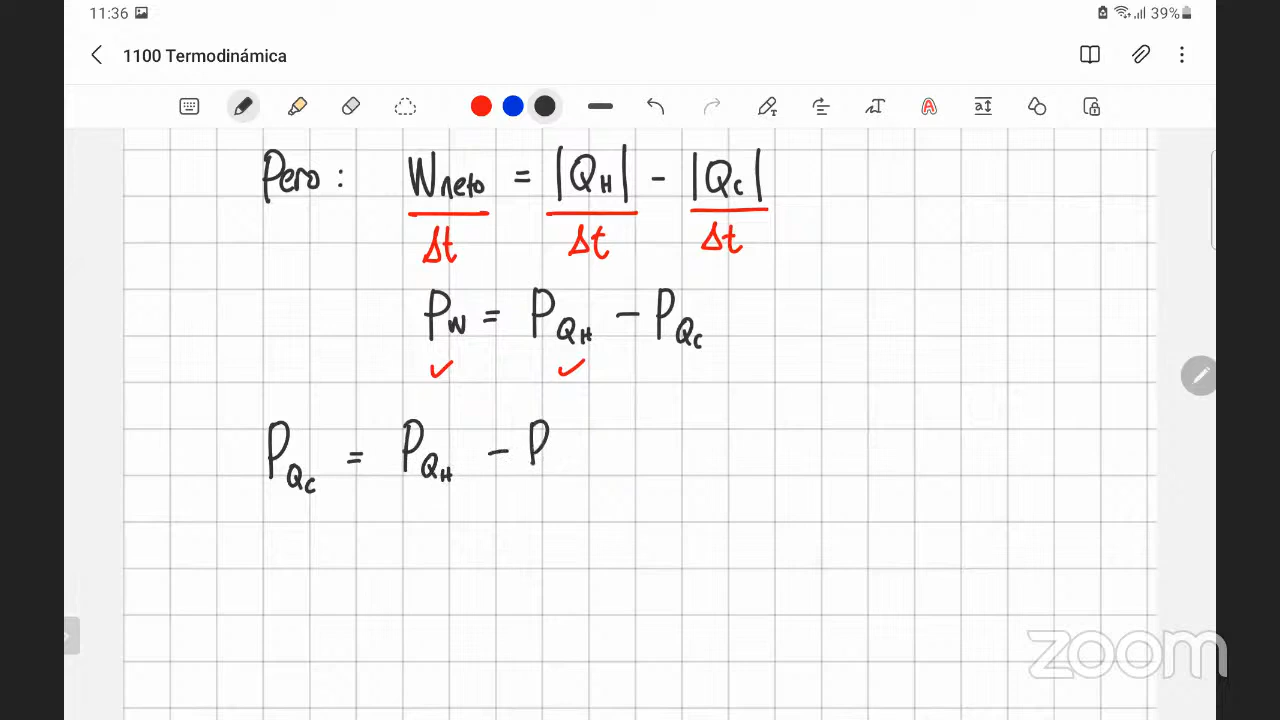 11:36 39%
1100 Termodinámica
Pero : Wneto = |QH| - |Qc|
Δt Δt Δt
PW = PQH - PQc
✓ ✓
PQc = PQH - P
zoom